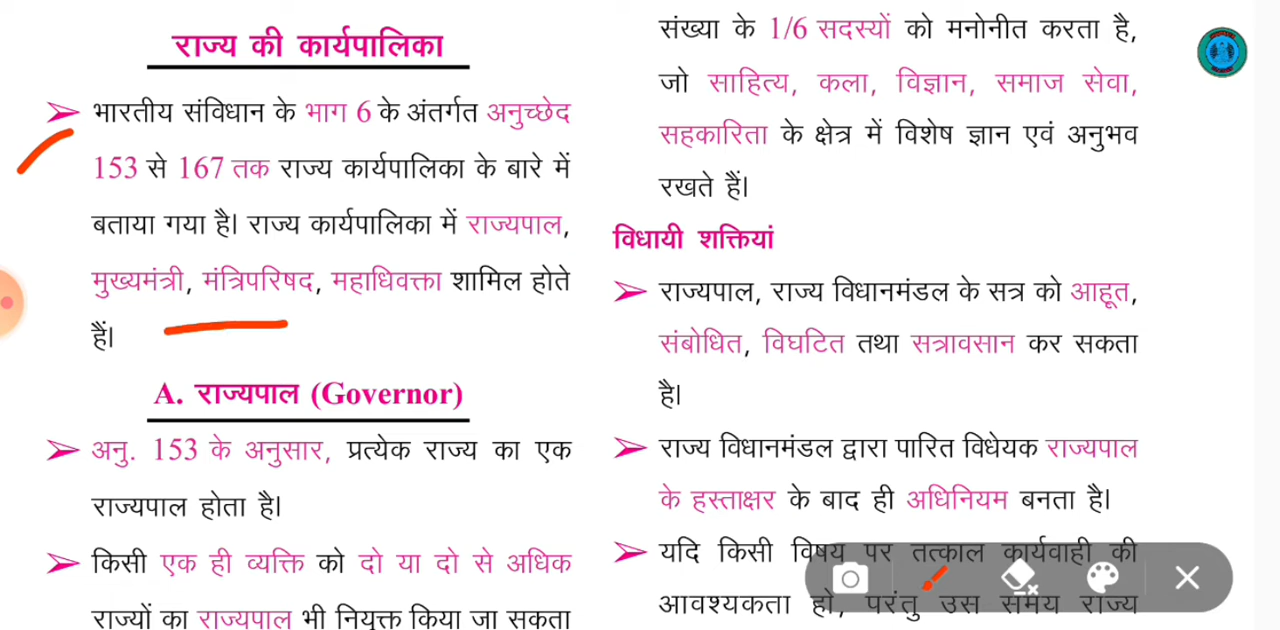 राज्य की कार्यपालिका
➢ भारतीय संविधान के भाग 6 के अंतर्गत अनुच्छेद
153 से 167 तक राज्य कार्यपालिका के बारे में
बताया गया है। राज्य कार्यपालिका में राज्यपाल,
मुख्यमंत्री, मंत्रिपरिषद, महाधिवक्ता शामिल होते
हैं।
A. राज्यपाल (Governor)
➢ अनु. 153 के अनुसार, प्रत्येक राज्य का एक
राज्यपाल होता है।
➢ किसी एक ही व्यक्ति को दो या दो से अधिक
राज्यों का राज्यपाल भी नियुक्त किया जा सकता
संख्या के 1/6 सदस्यों को मनोनीत करता है,
जो साहित्य, कला, विज्ञान, समाज सेवा,
सहकारिता के क्षेत्र में विशेष ज्ञान एवं अनुभव
रखते हैं।
विधायी शक्तियां
➢ राज्यपाल, राज्य विधानमंडल के सत्र को आहूत,
संबोधित, विघटित तथा सत्रावसान कर सकता
है।
➢ राज्य विधानमंडल द्वारा पारित विधेयक राज्यपाल
के हस्ताक्षर के बाद ही अधिनियम बनता है।
➢ यदि किसी विषय पर तत्काल कार्यवाही की
आवश्यकता हो, परंतु उस समय राज्य